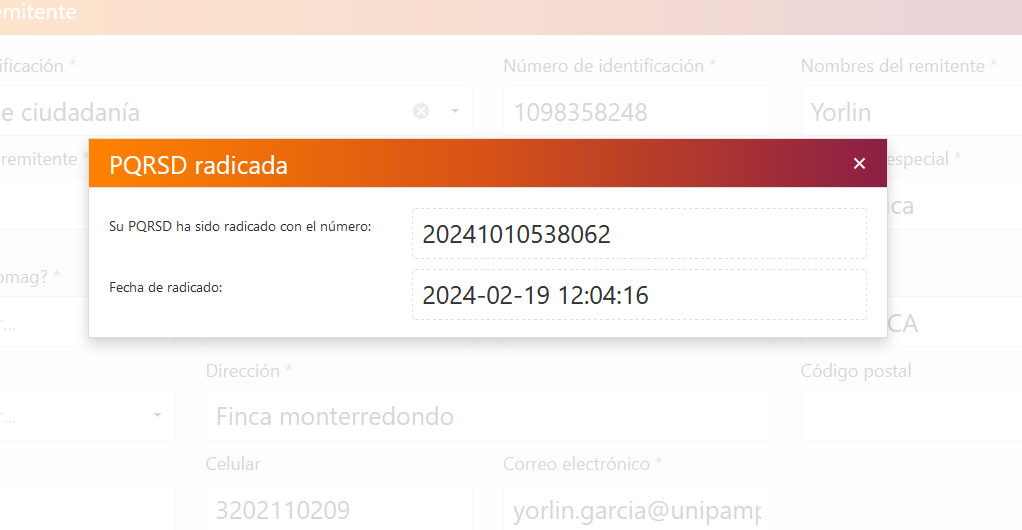 emitente
ificación *
Número de identificación *
Nombres del remitente *
e ciudadanía
1098358248
Yorlin
remitente *
especial *
PQRSD radicada
ca
Su PQRSD ha sido radicado con el número:
20241010538062
omag? *
Fecha de radicado:
2024-02-19 12:04:16
r...
CA
Dirección *
Código postal
r...
Finca monterredondo
Celular
Correo electrónico *
3202110209
yorlin.garcia@unipamp